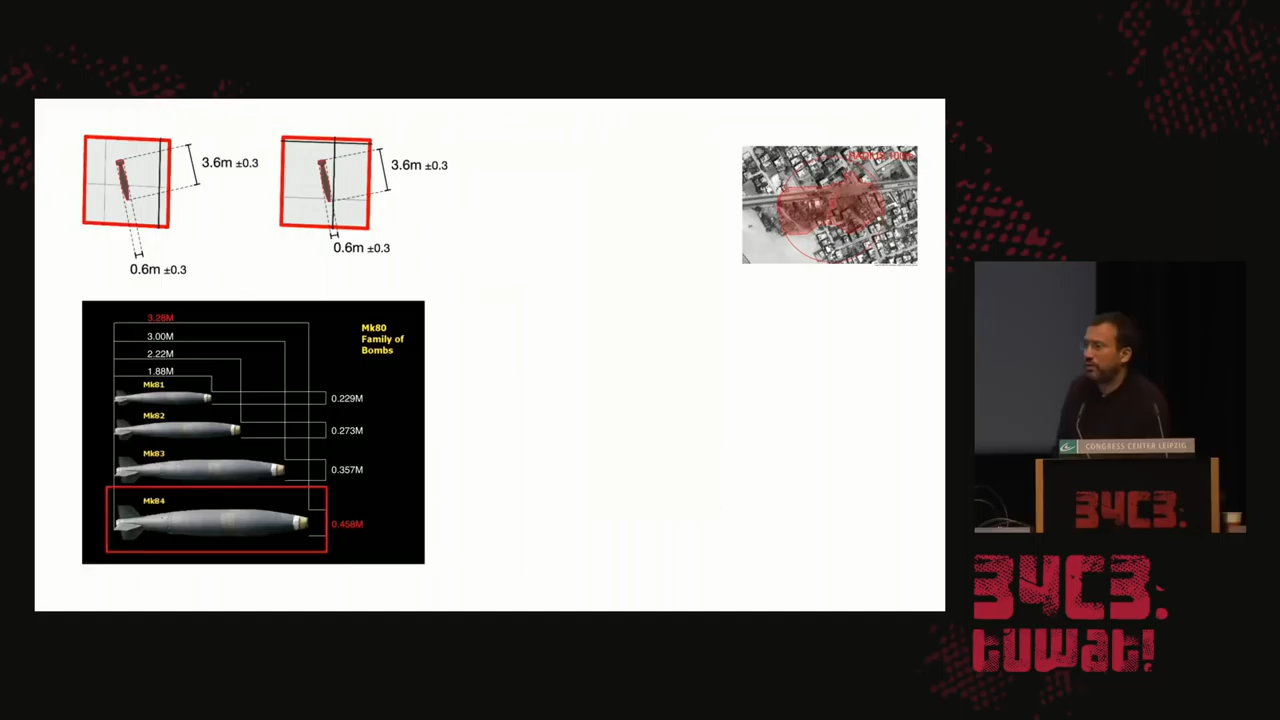 3.6m ±0.3
3.6m ±0.3
0.6m ±0.3
0.6m ±0.3
3.28M
3.00M
2.22M
1.88M
Mk80
Family of
Bombs
Mk81
0.229M
Mk82
0.273M
Mk83
0.357M
Mk84
0.458M
CONGRESS CENTER LEIPZIG
34C3.
34C3.
tuwat!